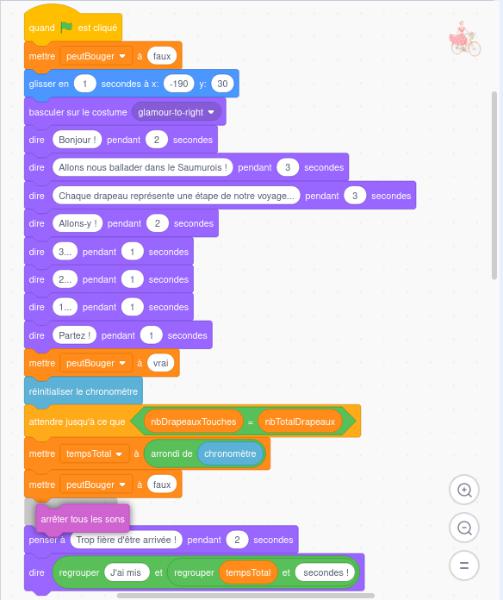 quand est cliqué
mettre peutBouger à faux
glisser en 1 secondes à x: -190 y: 30
basculer sur le costume glamour-to-right
dire Bonjour ! pendant 2 secondes
dire Allons nous ballader dans le Saumurois ! pendant 3 secondes
dire Chaque drapeau représente une étape de notre voyage... pendant 3 secondes
dire Allons-y ! pendant 2 secondes
dire 3... pendant 1 secondes
dire 2... pendant 1 secondes
dire 1... pendant 1 secondes
dire Partez ! pendant 1 secondes
mettre peutBouger à vrai
réinitialiser le chronomètre
attendre jusqu'à ce que nbDrapeauxTouches = nbTotalDrapeaux
mettre tempsTotal à arrondi de chronomètre
mettre peutBouger à faux
arrêter tous les sons
penser à Trop fière d'être arrivée ! pendant 2 secondes
dire regrouper J'ai mis et regrouper tempsTotal et secondes !